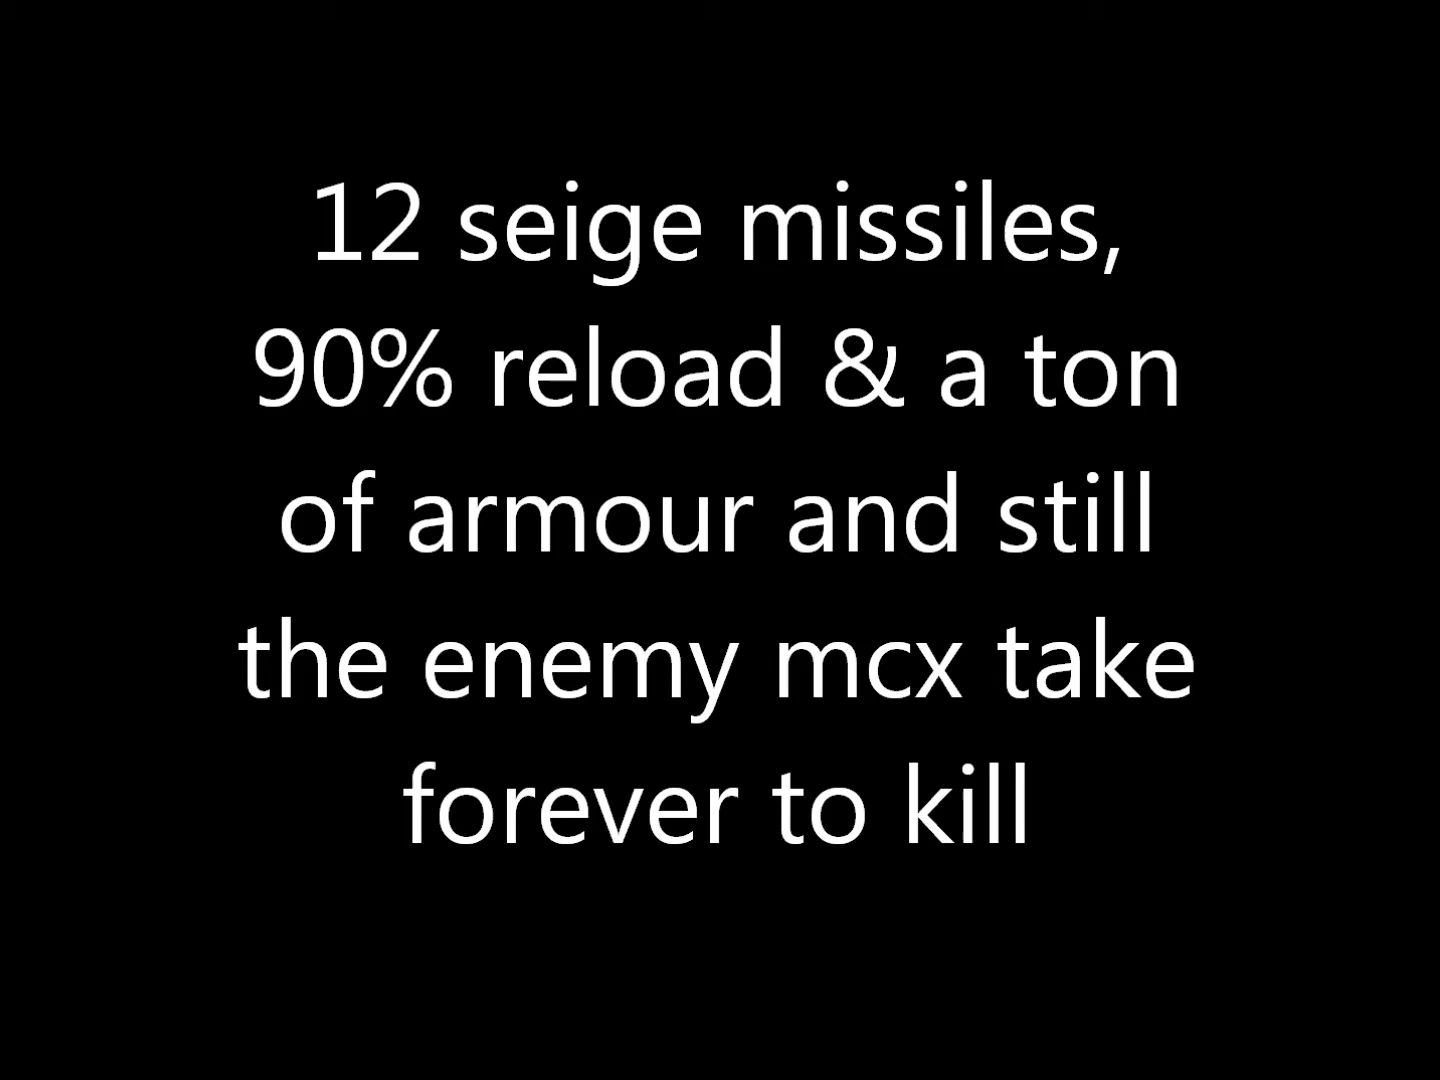 12 seige missiles,
90% reload & a ton
of armour and still
the enemy mcx take
forever to kill